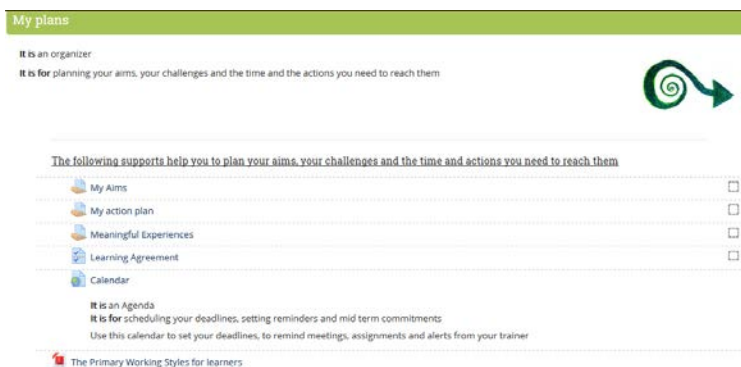 My plans
It is an organizer
It is for planning your aims, your challenges and the time and the actions you need to reach them
The following supports help you to plan your aims, your challenges and the time and actions you need to reach them
My Aims
My action plan
Meaningful Experiences
Learning Agreement
Calendar
It is an Agenda
It is for scheduling your deadlines, setting reminders and mid term commitments
Use this calendar to set your deadlines, to remind meetings, assignments and alerts from your trainer
The Primary Working Styles for learners